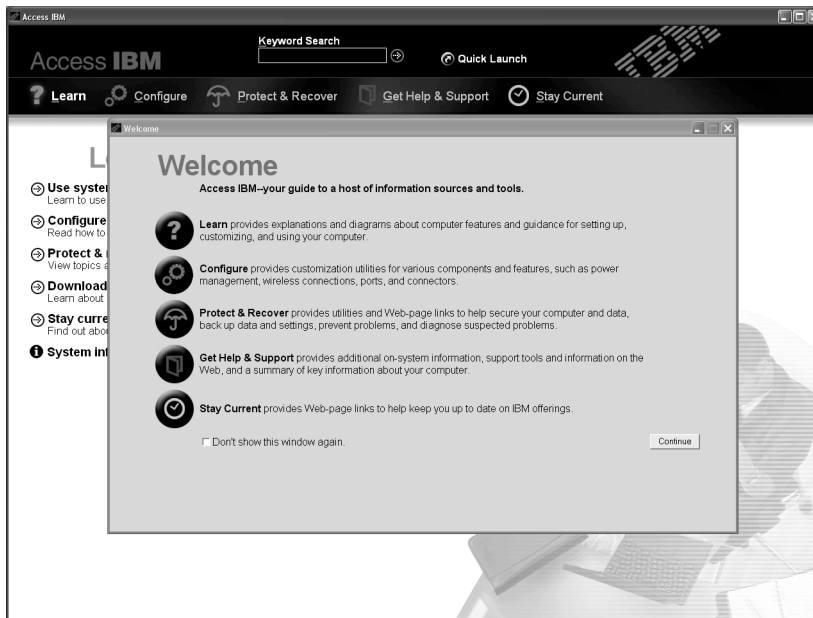 Access IBM
Access IBM
Keyword Search
Quick Launch
IBM
Learn
Configure
Protect & Recover
Get Help & Support
Stay Current
Use system
Learn to use
Configure
Read how to
Protect &
View topics
Download
Learn about
Stay
Find out
System
Welcome
Welcome
Access IBM--your guide to a host of information sources and tools.
Learn provides explanations and diagrams about computer features and guidance for setting up,
customizing, and using your computer.
Configure provides customization utilities for various components and features, such as power
management, wireless connections, ports, and connectors.
Protect & Recover provides utilities and Web-page links to help secure your computer and data,
back up data and settings, prevent problems, and diagnose suspected problems.
Get Help & Support provides additional on-system information, support tools and information on the
Web, and a summary of key information about your computer.
Stay Current provides Web-page links to help keep you up to date on IBM offerings.
Don't show this window again.
Continue